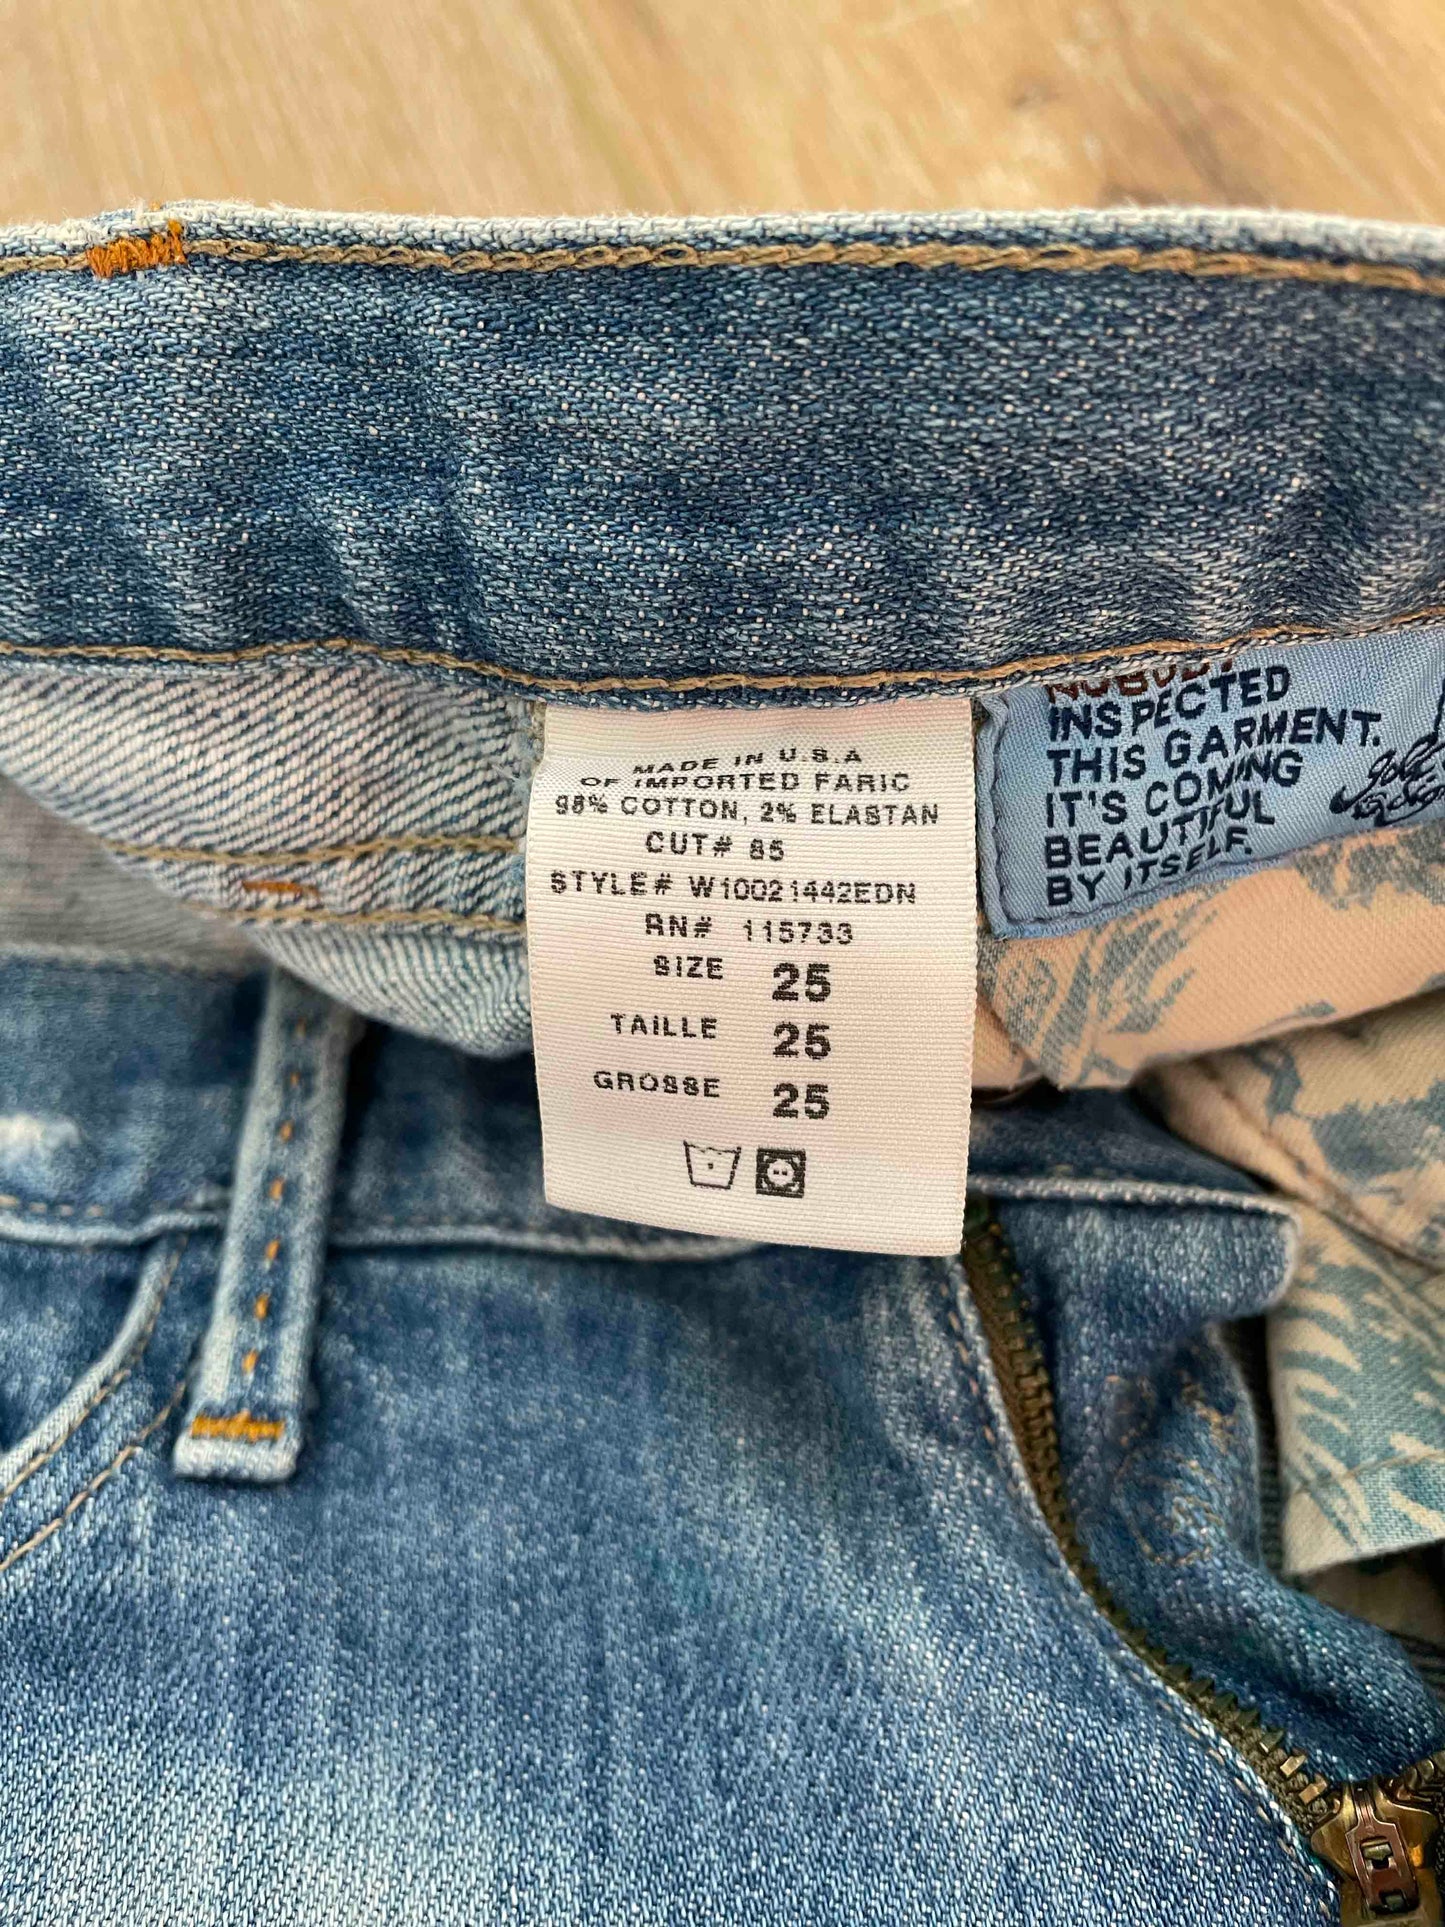 MADE IN U.S.A
OF IMPORTED FARIC
98% COTTON, 2% ELASTAN
CUT# 85
STYLE# W10021442EDN
RN# 115733
SIZE 25
TAILLE 25
GROSSE 25
NOBODY
INSPECTED
THIS GARMENT.
IT'S COMING
BEAUTIFUL
BY ITSELF.